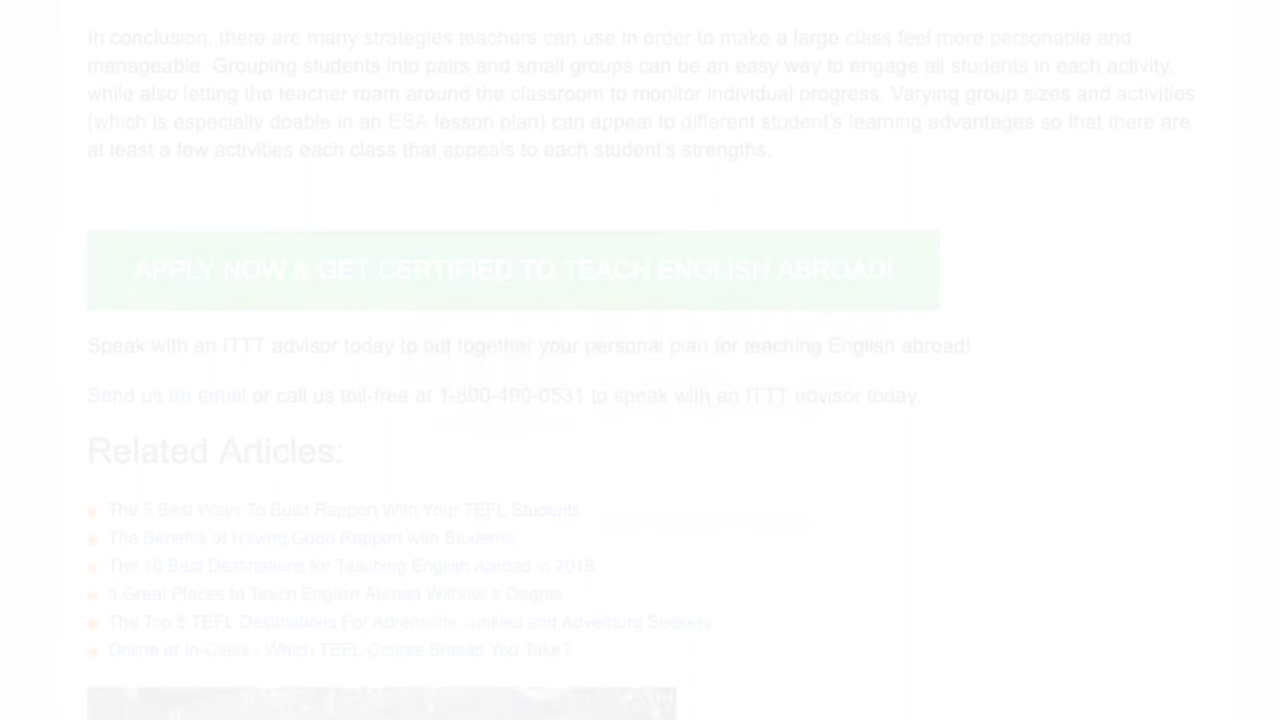 In conclusion, there are many strategies teachers can use in order to make a large class feel more personable and
manageable. Grouping students into pairs and small groups can be an easy way to engage all students in each activity,
while also letting the teacher roam around the classroom to monitor individual progress. Varying group sizes and activities
(which is especially doable in an ESA lesson plan) can appeal to different student's learning advantages so that there are
at least a few activities each class that appeals to each student's strengths.
APPLY NOW & GET CERTIFIED TO TEACH ENGLISH ABROAD!
Speak with an ITTT advisor today to put together your personal plan for teaching English abroad!
Send us an email or call us toll-free at 1-800-490-0531 to speak with an ITTT advisor today.
Related Articles:
The 5 Best Ways To Build Rapport With Your TEFL Students
The Benefits of Having Good Rapport with Students
The 10 Best Destinations for Teaching English Abroad in 2018
5 Great Places to Teach English Abroad Without a Degree
The Top 5 TEFL Destinations For Adrenaline Junkies and Adventure Seekers
Online or In-Class - Which TEFL Course Should You Take?